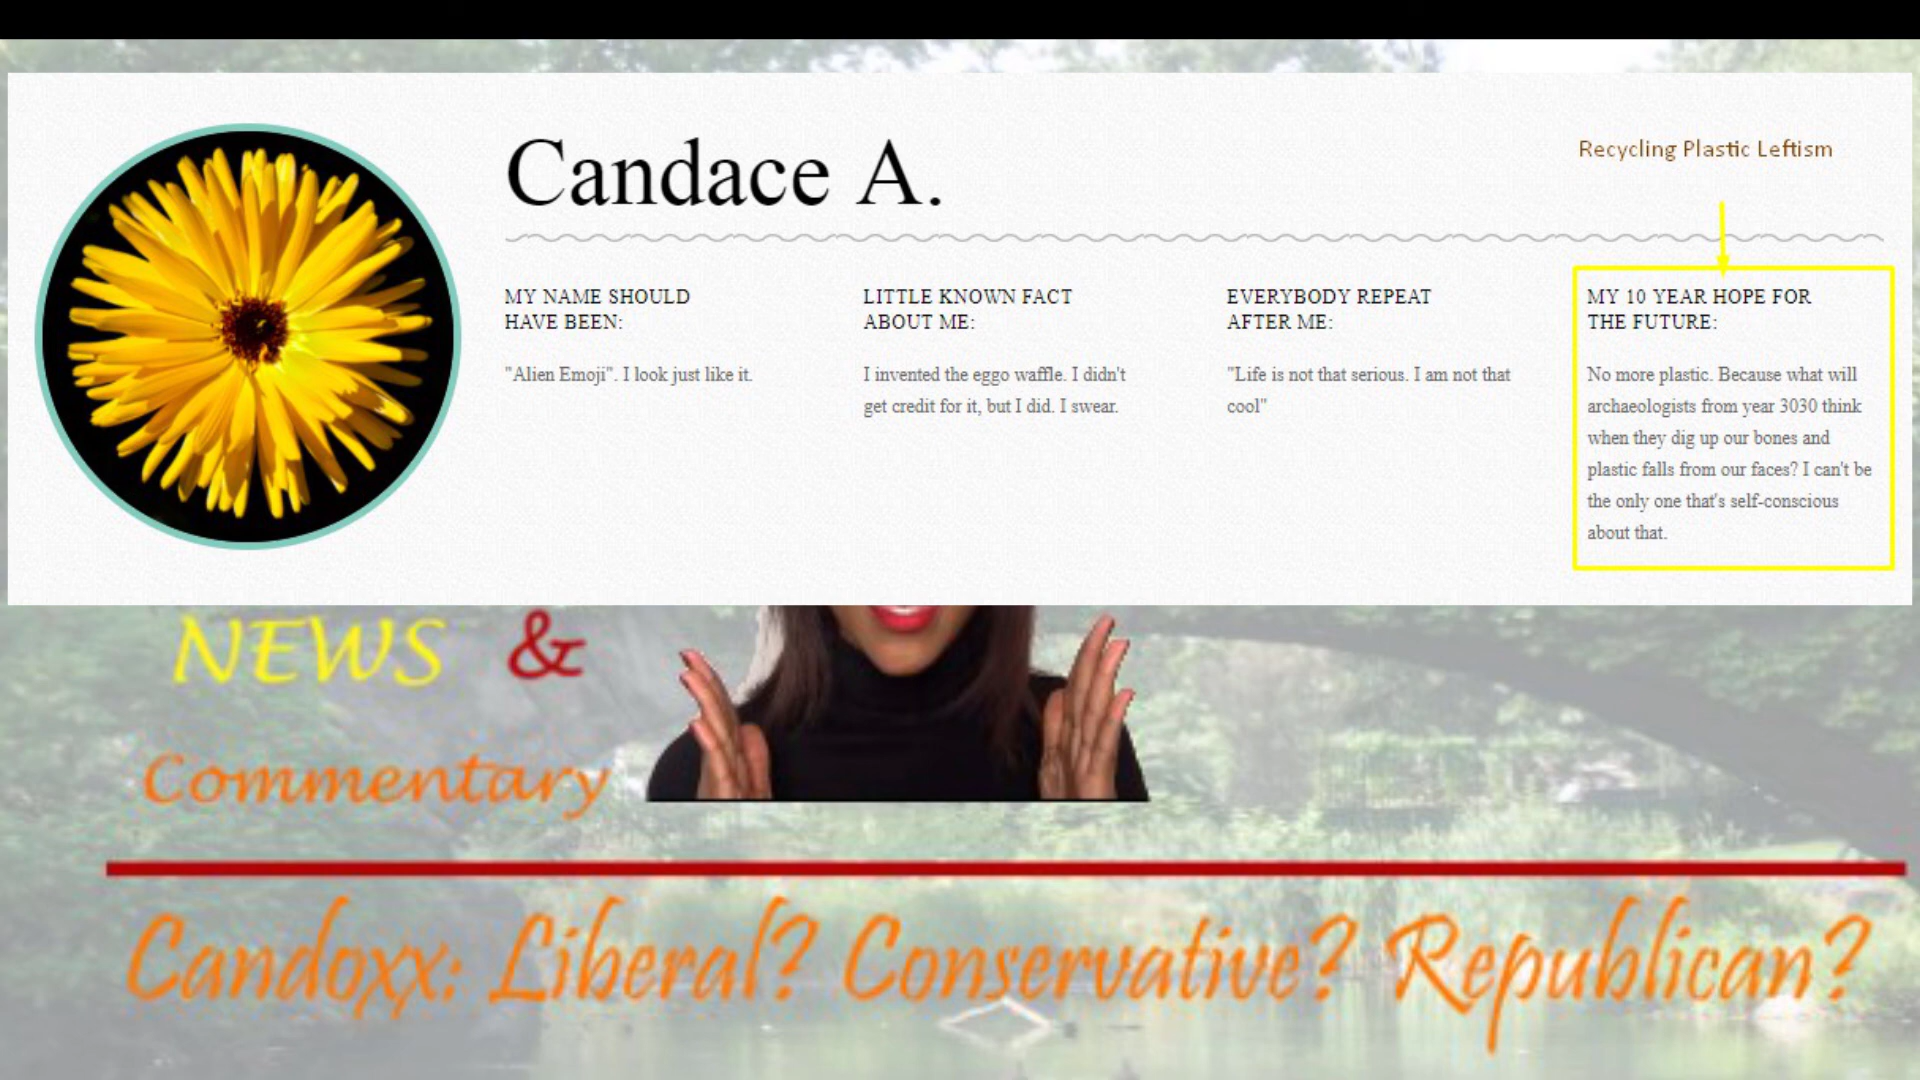 Candace A.
Recycling Plastic Leftism
MY NAME SHOULD
HAVE BEEN:
"Alien Emoji". I look just like it.
LITTLE KNOWN FACT
ABOUT ME:
I invented the eggo waffle. I didn't
get credit for it, but I did. I swear.
EVERYBODY REPEAT
AFTER ME:
"Life is not that serious. I am not that
cool"
MY 10 YEAR HOPE FOR
THE FUTURE:
No more plastic. Because what will
archaeologists from year 3030 think
when they dig up our bones and
plastic falls from our faces? I can't be
the only one that's self-conscious
about that.
NEWS &
Commentary
Candoxx: Liberal? Conservative? Republican?